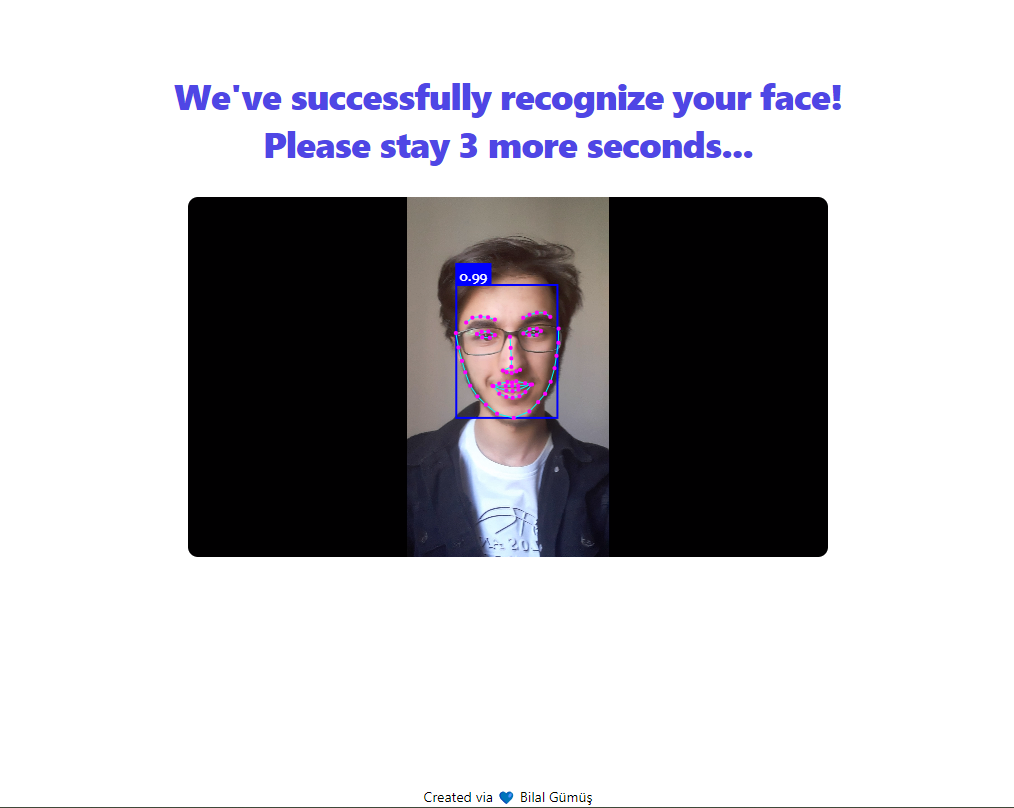 We've successfully recognize your face!
Please stay 3 more seconds...
0.99
Created via 💙 Bilal Gümüş